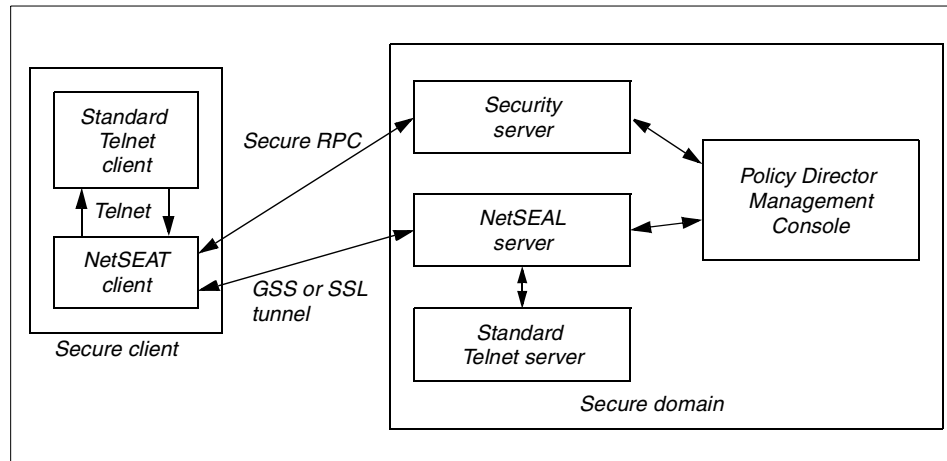 Standard
Telnet
client
Telnet
NetSEAT
client
Secure client
Secure RPC
GSS or SSL
tunnel
Security
server
NetSEAL
server
Standard
Telnet server
Policy Director
Management
Console
Secure domain